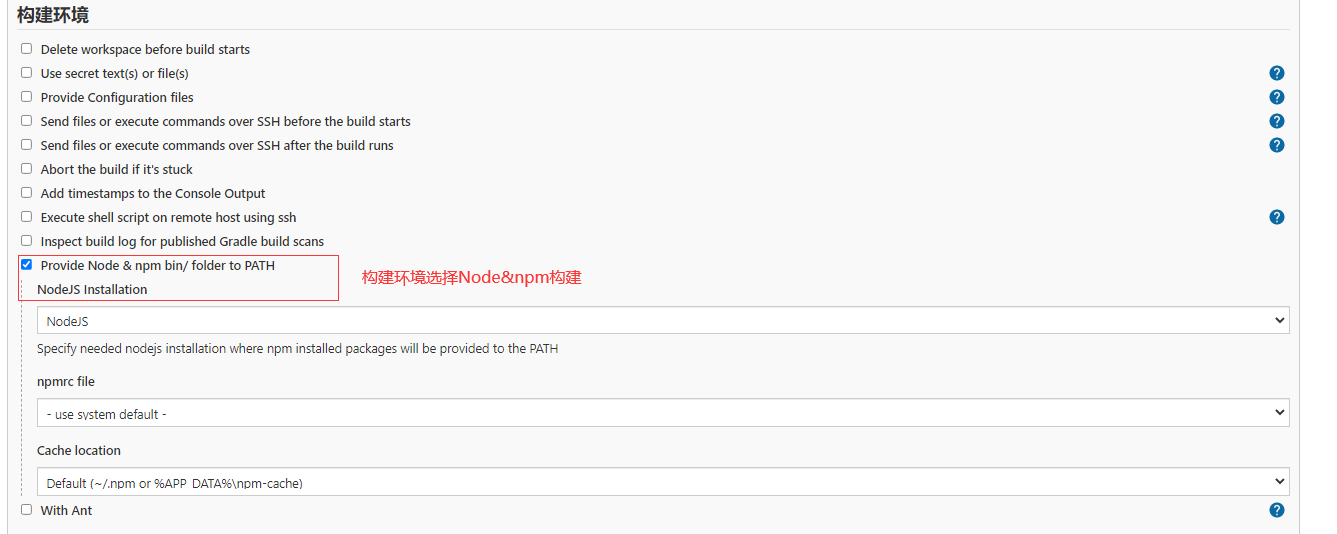 构建环境
Delete workspace before build starts
Use secret text(s) or file(s)
Provide Configuration files
Send files or execute commands over SSH before the build starts
Send files or execute commands over SSH after the build runs
Abort the build if it's stuck
Add timestamps to the Console Output
Execute shell script on remote host using ssh
Inspect build log for published Gradle build scans
Provide Node & npm bin/ folder to PATH
构建环境选择Node&npm构建
NodeJS Installation
NodeJS
Specify needed nodejs installation where npm installed packages will be provided to the PATH
npmrc file
- use system default -
Cache location
Default (~/.npm or %APP_DATA%\npm-cache)
With Ant